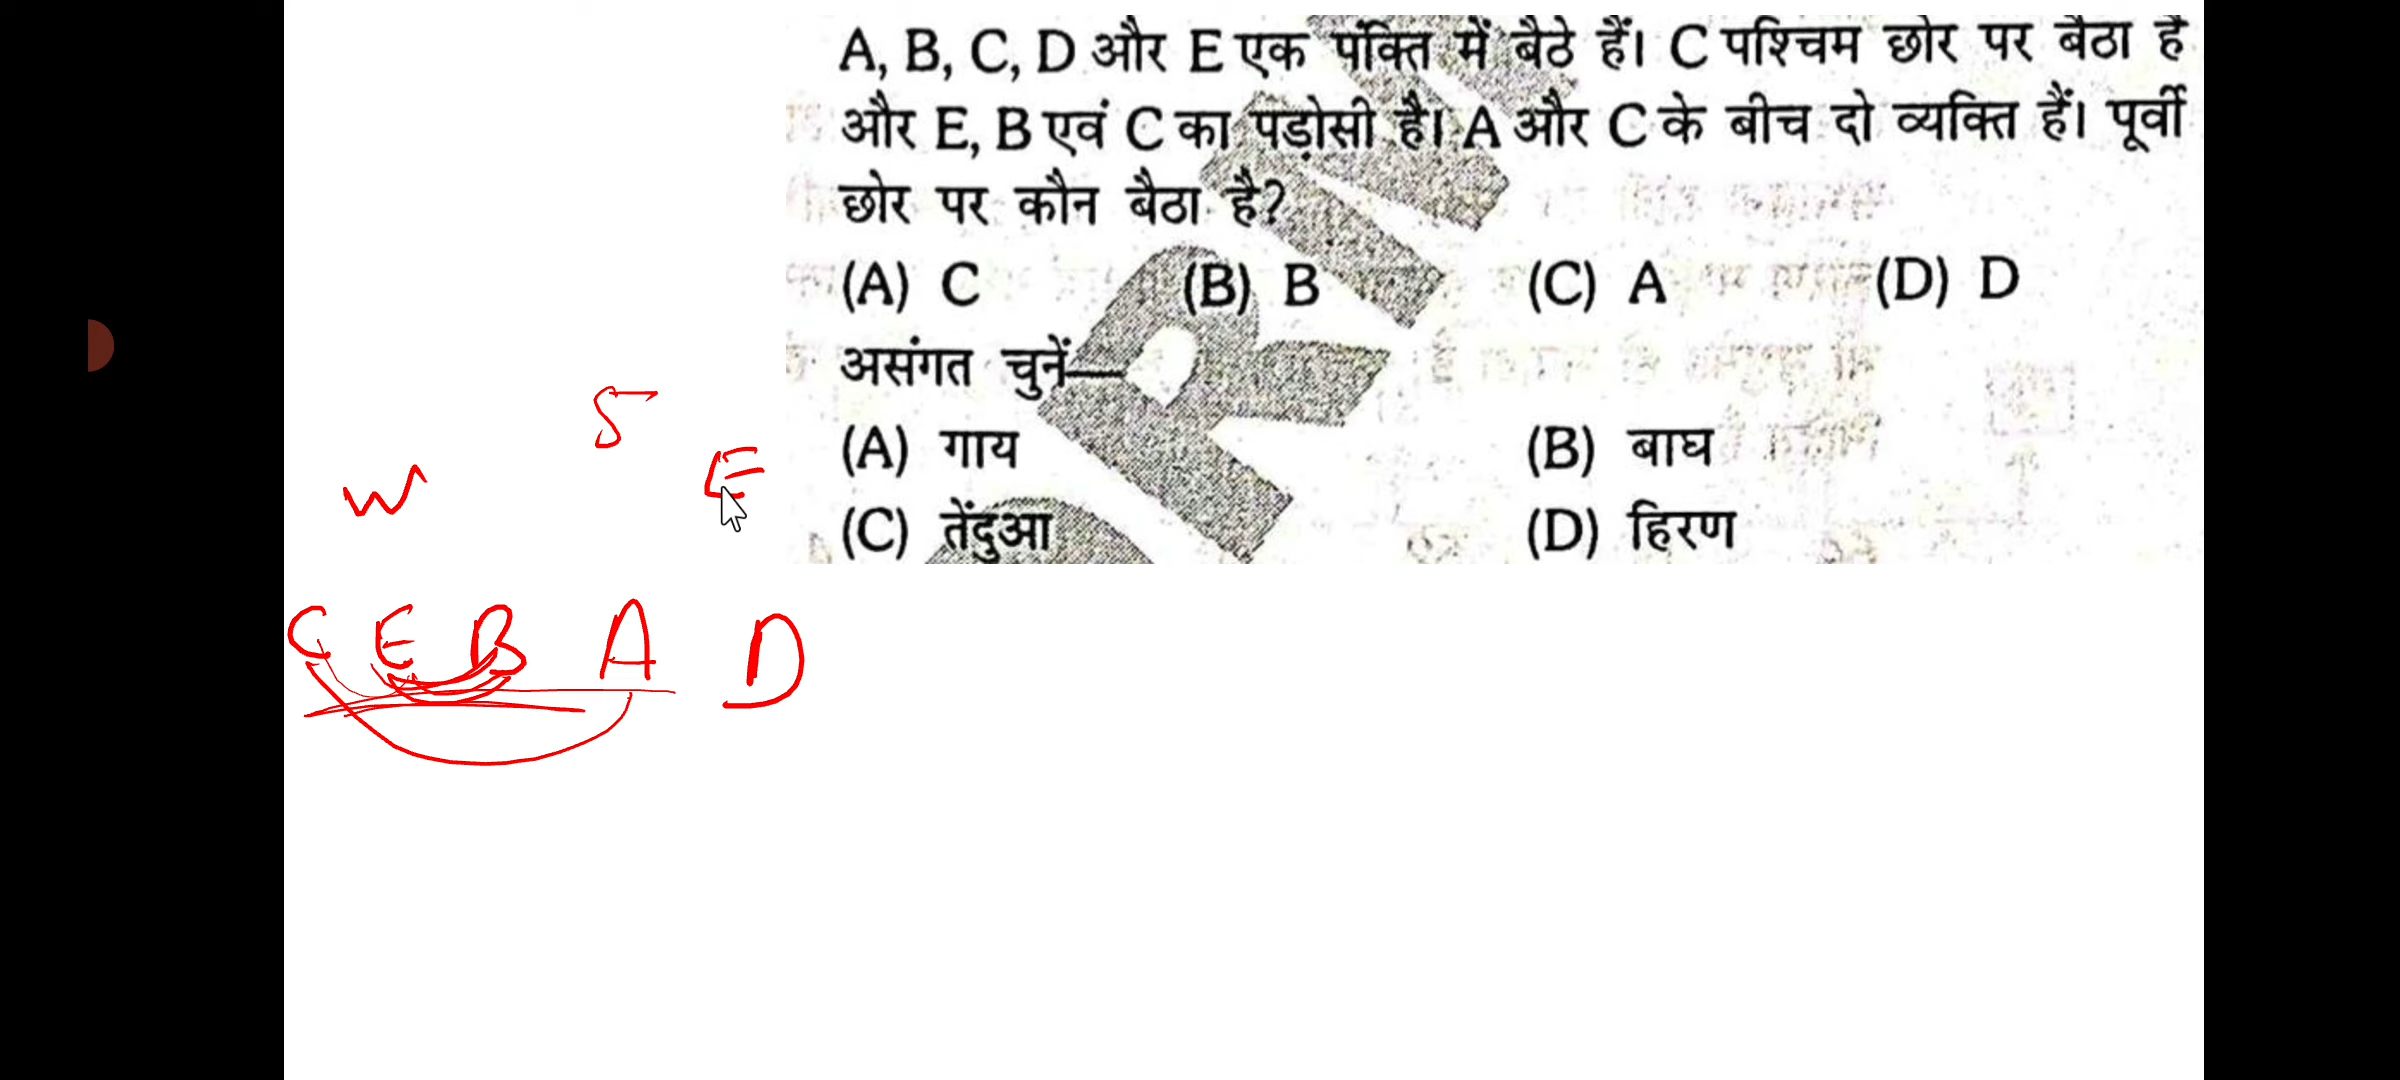 A, B, C, D और E एक पंक्ति में बैठे हैं। C पश्चिम छोर पर बैठा है
और E, B एवं C का पड़ोसी है। A और C के बीच दो व्यक्ति हैं। पूर्वी
छोर पर कौन बैठा है?
(A) C (B) B (C) A (D) D
असंगत चुनें—
(A) गाय (B) बाघ
(C) तेंदुआ (D) हिरण
S
W E
C E B A D